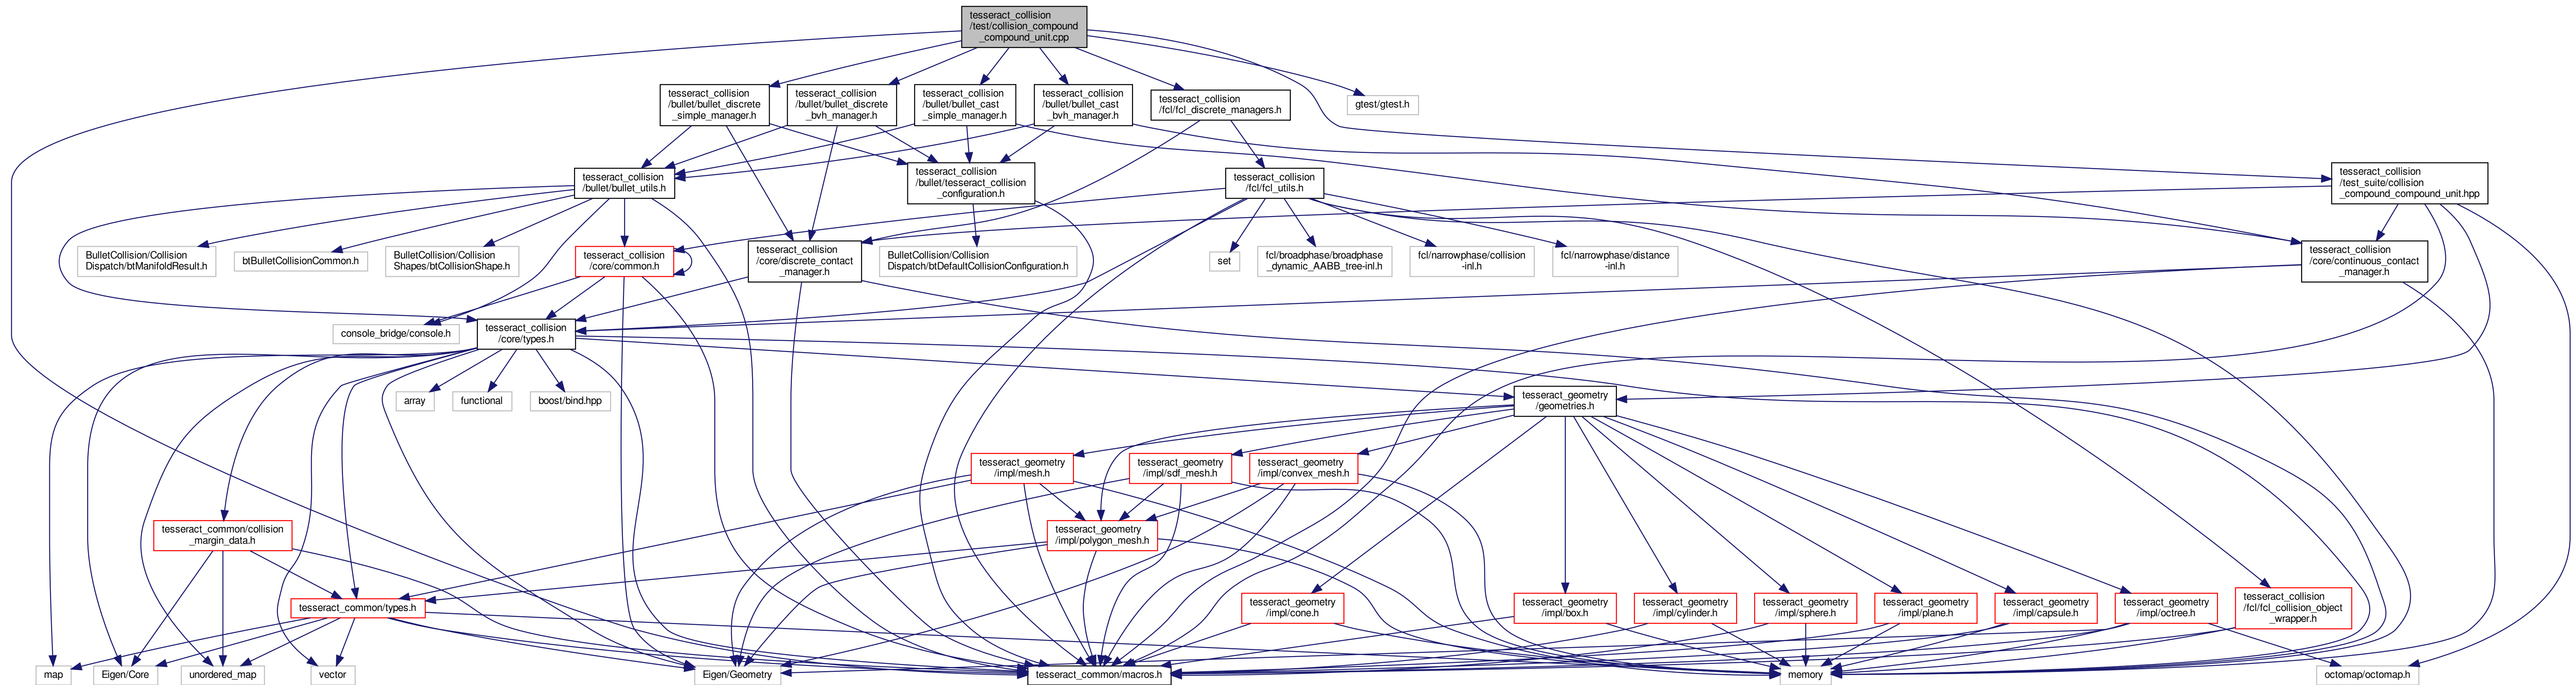 tesseract_collision
/test/collision_compound
_compound_unit.cpp
tesseract_collision
/bullet/bullet_discrete
_simple_manager.h
tesseract_collision
/bullet/bullet_discrete
_bvh_manager.h
tesseract_collision
/bullet/bullet_cast
_simple_manager.h
tesseract_collision
/bullet/bullet_cast
_bvh_manager.h
tesseract_collision
/fcl/fcl_discrete_managers.h
gtest/gtest.h
tesseract_collision
/bullet/bullet_utils.h
tesseract_collision
/bullet/tesseract_collision
_configuration.h
tesseract_collision
/fcl/fcl_utils.h
tesseract_collision
/test_suite/collision
_compound_compound_unit.hpp
BulletCollision/Collision
Dispatch/btManifoldResult.h
btBulletCollisionCommon.h
BulletCollision/Collision
Shapes/btCollisionShape.h
tesseract_collision
/core/common.h
tesseract_collision
/core/discrete_contact
_manager.h
BulletCollision/Collision
Dispatch/btDefaultCollisionConfiguration.h
set
fcl/broadphase/broadphase
_dynamic_AABB_tree-inl.h
fcl/narrowphase/collision
-inl.h
fcl/narrowphase/distance
-inl.h
tesseract_collision
/core/continuous_contact
_manager.h
console_bridge/console.h
tesseract_collision
/core/types.h
array
functional
boost/bind.hpp
tesseract_geometry
/geometries.h
tesseract_geometry
/impl/mesh.h
tesseract_geometry
/impl/sdf_mesh.h
tesseract_geometry
/impl/convex_mesh.h
tesseract_common/collision
_margin_data.h
tesseract_geometry
/impl/polygon_mesh.h
tesseract_common/types.h
tesseract_geometry
/impl/cone.h
tesseract_geometry
/impl/box.h
tesseract_geometry
/impl/cylinder.h
tesseract_geometry
/impl/sphere.h
tesseract_geometry
/impl/plane.h
tesseract_geometry
/impl/capsule.h
tesseract_geometry
/impl/octree.h
tesseract_collision
/fcl/fcl_collision_object
_wrapper.h
map
Eigen/Core
unordered_map
vector
Eigen/Geometry
tesseract_common/macros.h
memory
octomap/octomap.h